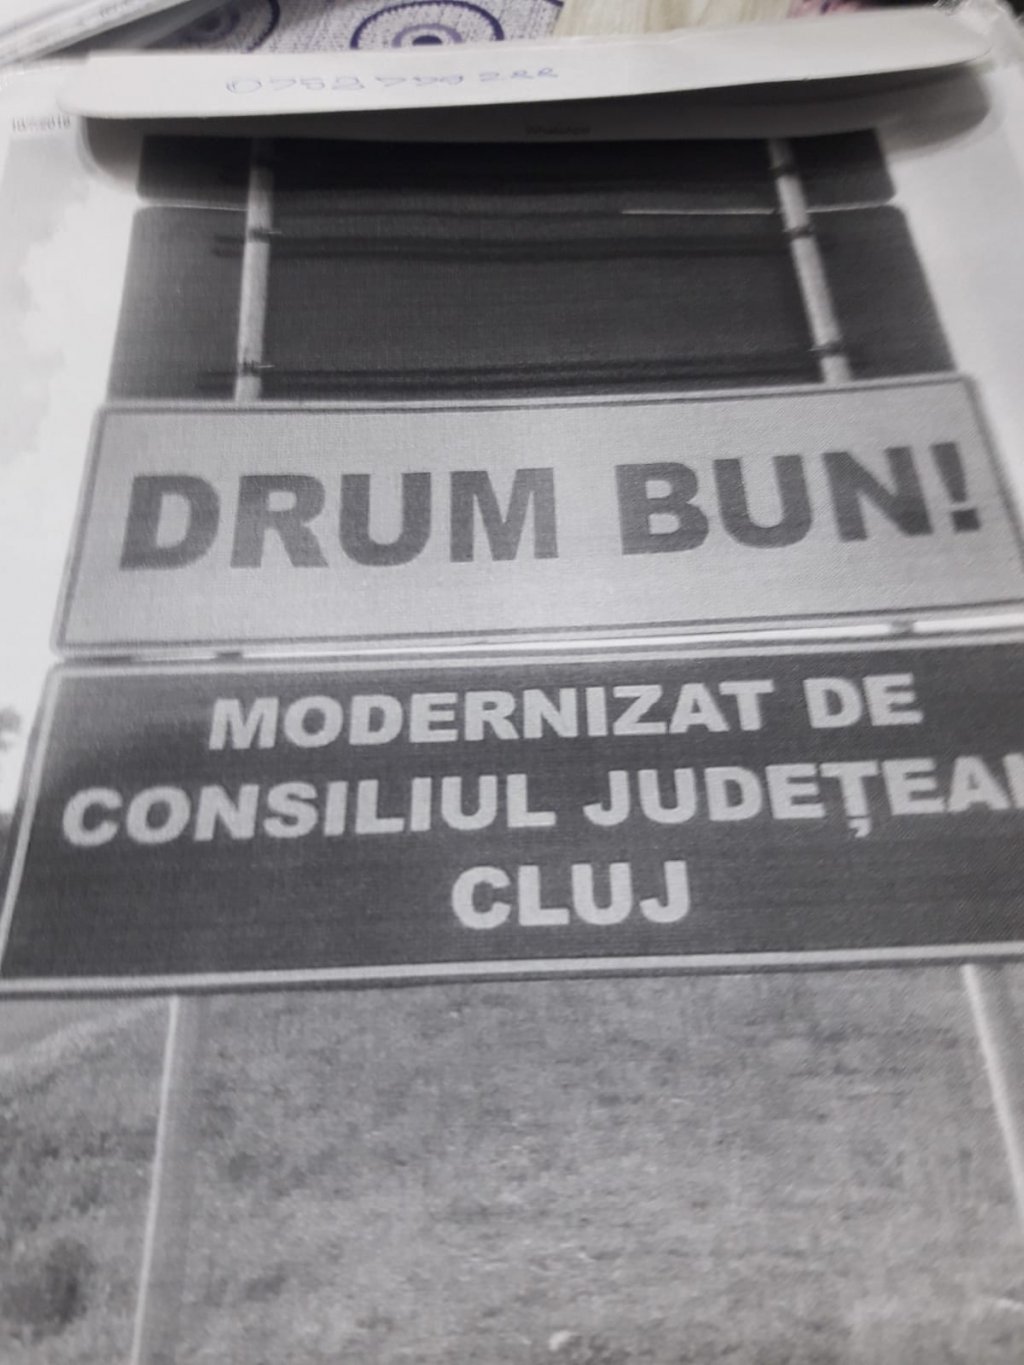 DRUM BUN!
MODERNIZAT DE
CONSILIUL JUDEȚEAN
CLUJ